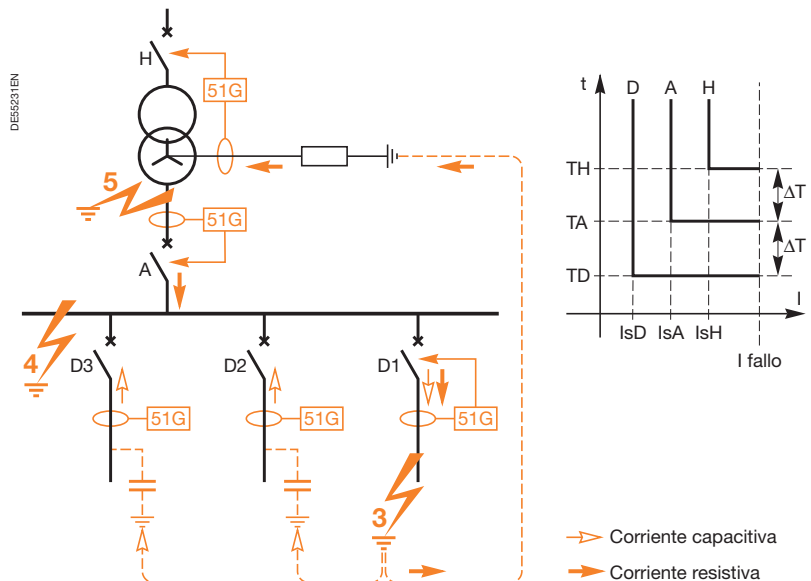 DE55231EN
H
51G
5
51G
A
4
D3
D2
D1
51G
51G
51G
3
t
D A H
TH
ΔT
TA
ΔT
TD
I
IsD IsA IsH
I fallo
Corriente capacitiva
Corriente resistiva